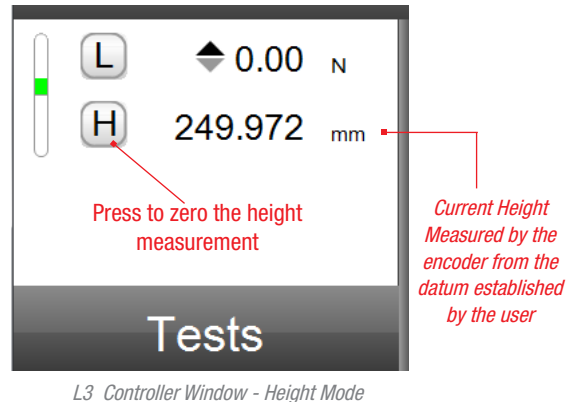 L 0.00 N
H 249.972 mm
Press to zero the height
measurement
Current Height
Measured by the
encoder from the
datum established
by the user
Tests
L3 Controller Window - Height Mode